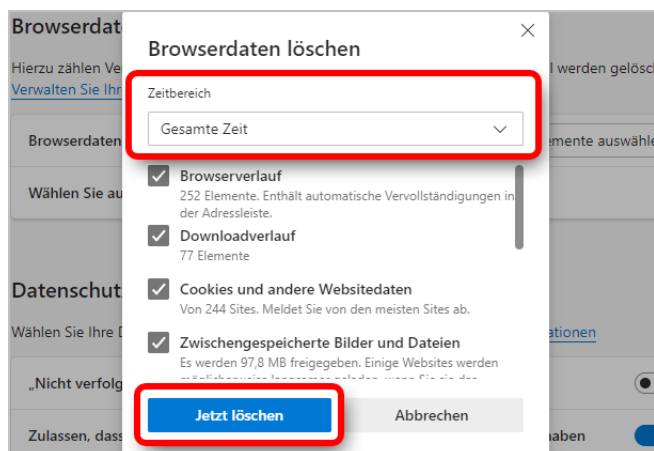 Browserdat
Browserdaten löschen
Hierzu zählen Ve
l werden gelösc
Verwalten Sie Ihr
Zeitbereich
Gesamte Zeit
Browserdaten
emente auswähle
Browserverlauf
252 Elemente. Enthält automatische Vervollständigungen in
der Adressleiste.
Wählen Sie au
Downloadverlauf
77 Elemente
Cookies und andere Websitedaten
Von 244 Sites. Meldet Sie von den meisten Sites ab.
Datenschut
Wählen Sie Ihre D
ationen
Zwischengespeicherte Bilder und Dateien
Es werden 97,8 MB freigegeben. Einige Websites werden
„Nicht verfolg
Jetzt löschen
Abbrechen
Zulassen, dass
haben